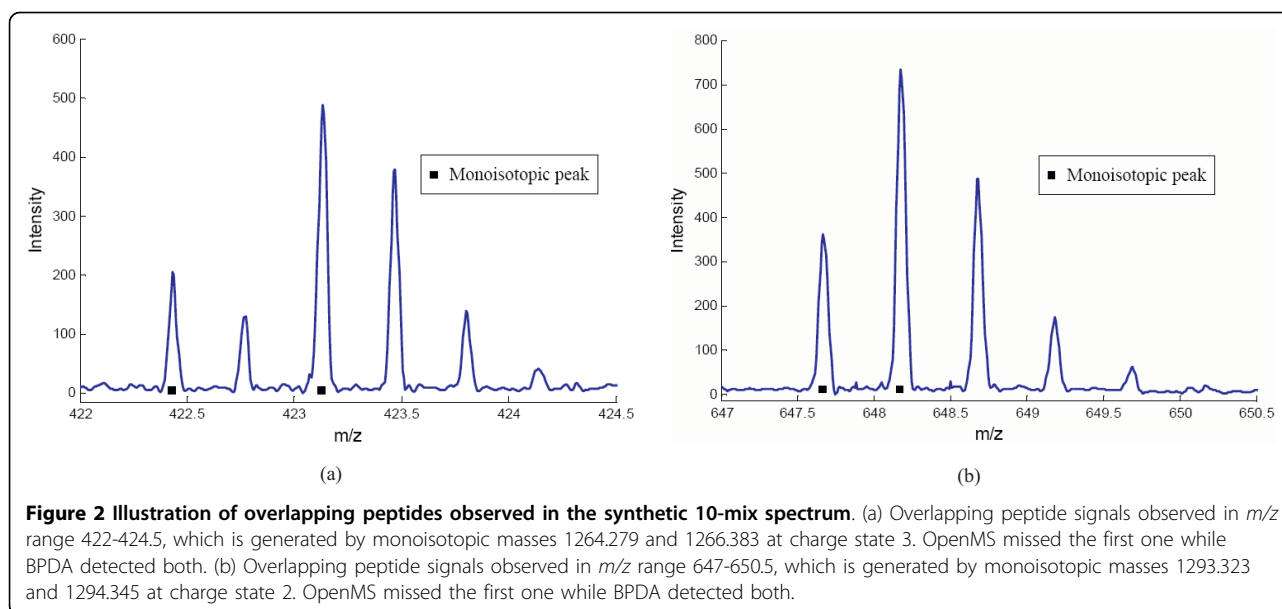 600
500
400
300
200
100
0
Intensity
■ Monoisotopic peak
422 422.5 423 423.5 424 424.5
m/z
(a)
800
700
600
500
400
300
200
100
0
Intensity
■ Monoisotopic peak
647 647.5 648 648.5 649 649.5 650 650.5
m/z
(b)
Figure 2 Illustration of overlapping peptides observed in the synthetic 10-mix spectrum. (a) Overlapping peptide signals observed in m/z
range 422-424.5, which is generated by monoisotopic masses 1264.279 and 1266.383 at charge state 3. OpenMS missed the first one while
BPDA detected both. (b) Overlapping peptide signals observed in m/z range 647-650.5, which is generated by monoisotopic masses 1293.323
and 1294.345 at charge state 2. OpenMS missed the first one while BPDA detected both.